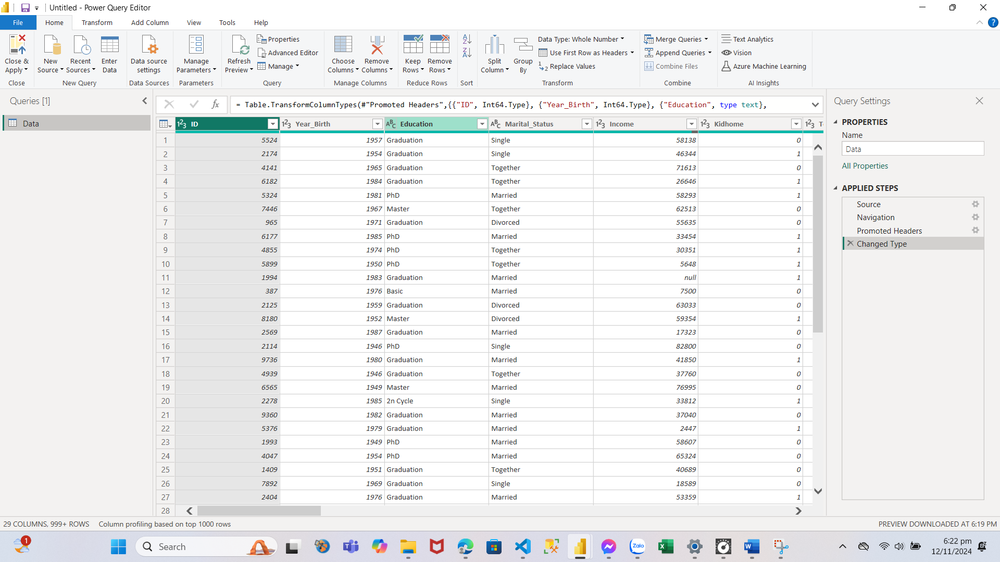 Untitled - Power Query Editor
File Home Transform Add Column View Tools Help
Close & Apply
Close
New Source
Recent Sources
Enter Data
New Query
Data source settings
Data Sources
Manage Parameters
Parameters
Refresh Preview
Properties
Advanced Editor
Manage
Query
Choose Columns
Remove Columns
Manage Columns
Keep Rows
Remove Rows
Reduce Rows
Sort
Split Column
Group By
Data Type: Whole Number
Use First Row as Headers
Replace Values
Transform
Merge Queries
Append Queries
Combine Files
Combine
Text Analytics
Vision
Azure Machine Learning
AI Insights
Queries [1]
Data
fx
= Table.TransformColumnTypes(#"Promoted Headers",{{"ID", Int64.Type}, {"Year_Birth", Int64.Type}, {"Education", type text},
ID Year_Birth Education Marital_Status Income Kidhome
1 5524 1957 Graduation Single 58138 0
2 2174 1954 Graduation Single 46344 1
3 4141 1965 Graduation Together 71613 0
4 6182 1984 Graduation Together 26646 1
5 5324 1981 PhD Married 58293 1
6 7446 1967 Master Together 62513 0
7 965 1971 Graduation Divorced 55635 0
8 6177 1985 PhD Married 33454 1
9 4855 1974 PhD Together 30351 1
10 5899 1950 PhD Together 5648 1
11 1994 1983 Graduation Married null 1
12 387 1976 Basic Married 7500 0
13 2125 1959 Graduation Divorced 63033 0
14 8180 1952 Master Divorced 59354 1
15 2569 1987 Graduation Married 17323 0
16 2114 1946 PhD Single 82800 0
17 9736 1980 Graduation Married 41850 1
18 4939 1946 Graduation Together 37760 0
19 6565 1949 Master Married 76995 0
20 2278 1985 2n Cycle Single 33812 1
21 9360 1982 Graduation Married 37040 0
22 5376 1979 Graduation Married 2447 1
23 1993 1949 PhD Married 58607 0
24 4047 1954 PhD Married 65324 0
25 1409 1951 Graduation Together 40689 0
26 7892 1969 Graduation Single 18589 0
27 2404 1976 Graduation Married 53359 1
28
Query Settings
PROPERTIES
Name
Data
All Properties
APPLIED STEPS
Source
Navigation
Promoted Headers
Changed Type
29 COLUMNS, 999+ ROWS Column profiling based on top 1000 rows
PREVIEW DOWNLOADED AT 6:19 PM
1
Search
Zalo
6:22 pm
12/11/2024